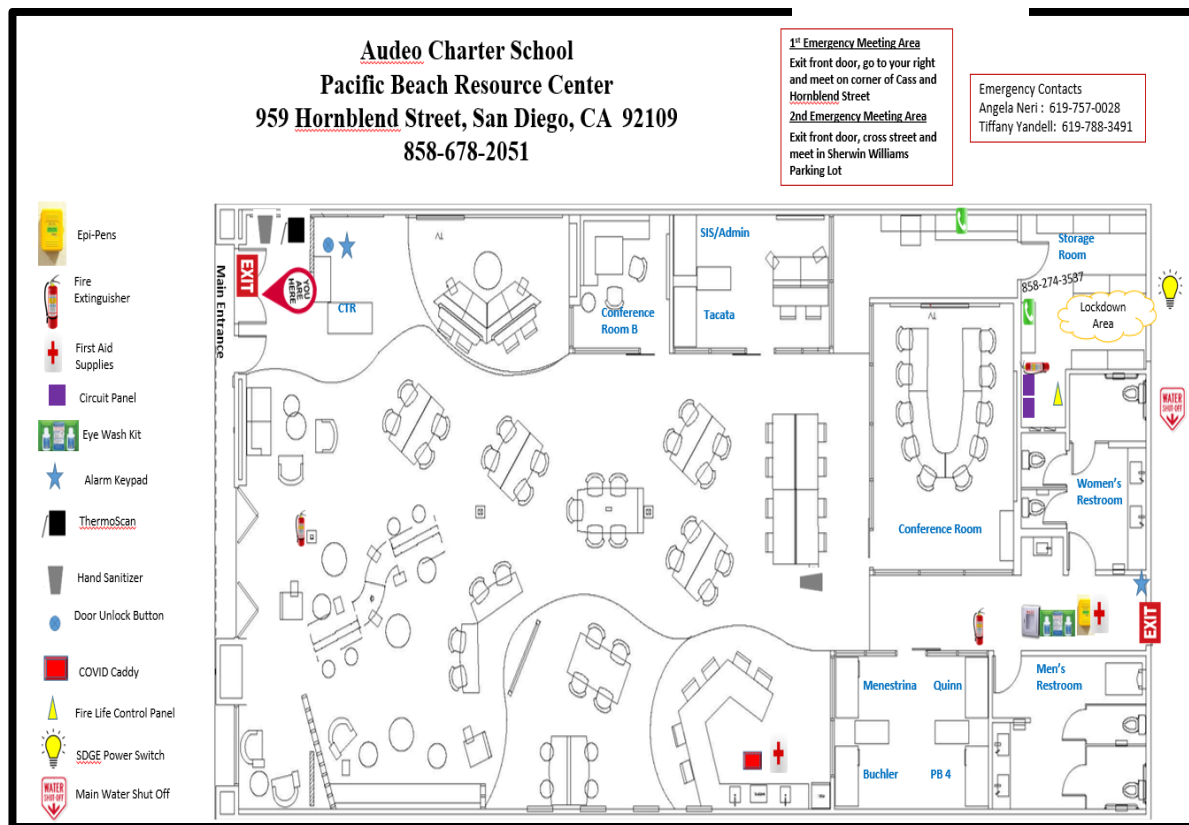 Audeo Charter School
Pacific Beach Resource Center
959 Hornblend Street, San Diego, CA 92109
858-678-2051
1st Emergency Meeting Area
Exit front door, go to your right
and meet on corner of Cass and
Hornblend Street
2nd Emergency Meeting Area
Exit front door, cross street and
meet in Sherwin Williams
Parking Lot
Emergency Contacts
Angela Neri : 619-757-0028
Tiffany Yandell: 619-788-3491
Epi-Pens
Fire
Extinguisher
First Aid
Supplies
Circuit Panel
Eye Wash Kit
Alarm Keypad
ThermoScan
Hand Sanitizer
Door Unlock Button
COVID Caddy
Fire Life Control Panel
SDGE Power Switch
WATER
SHUT-OFF
Main Water Shut Off
Main Entrance
EXIT
YOU
ARE
HERE
CTR
TV
Conference
Room B
SIS/Admin
Tacata
Storage
Room
858-274-3537
Lockdown
Area
TV
WATER
SHUT-OFF
Women's
Restroom
Conference Room
EXIT
Men's
Restroom
Menestrina
Quinn
Buchler
PB 4